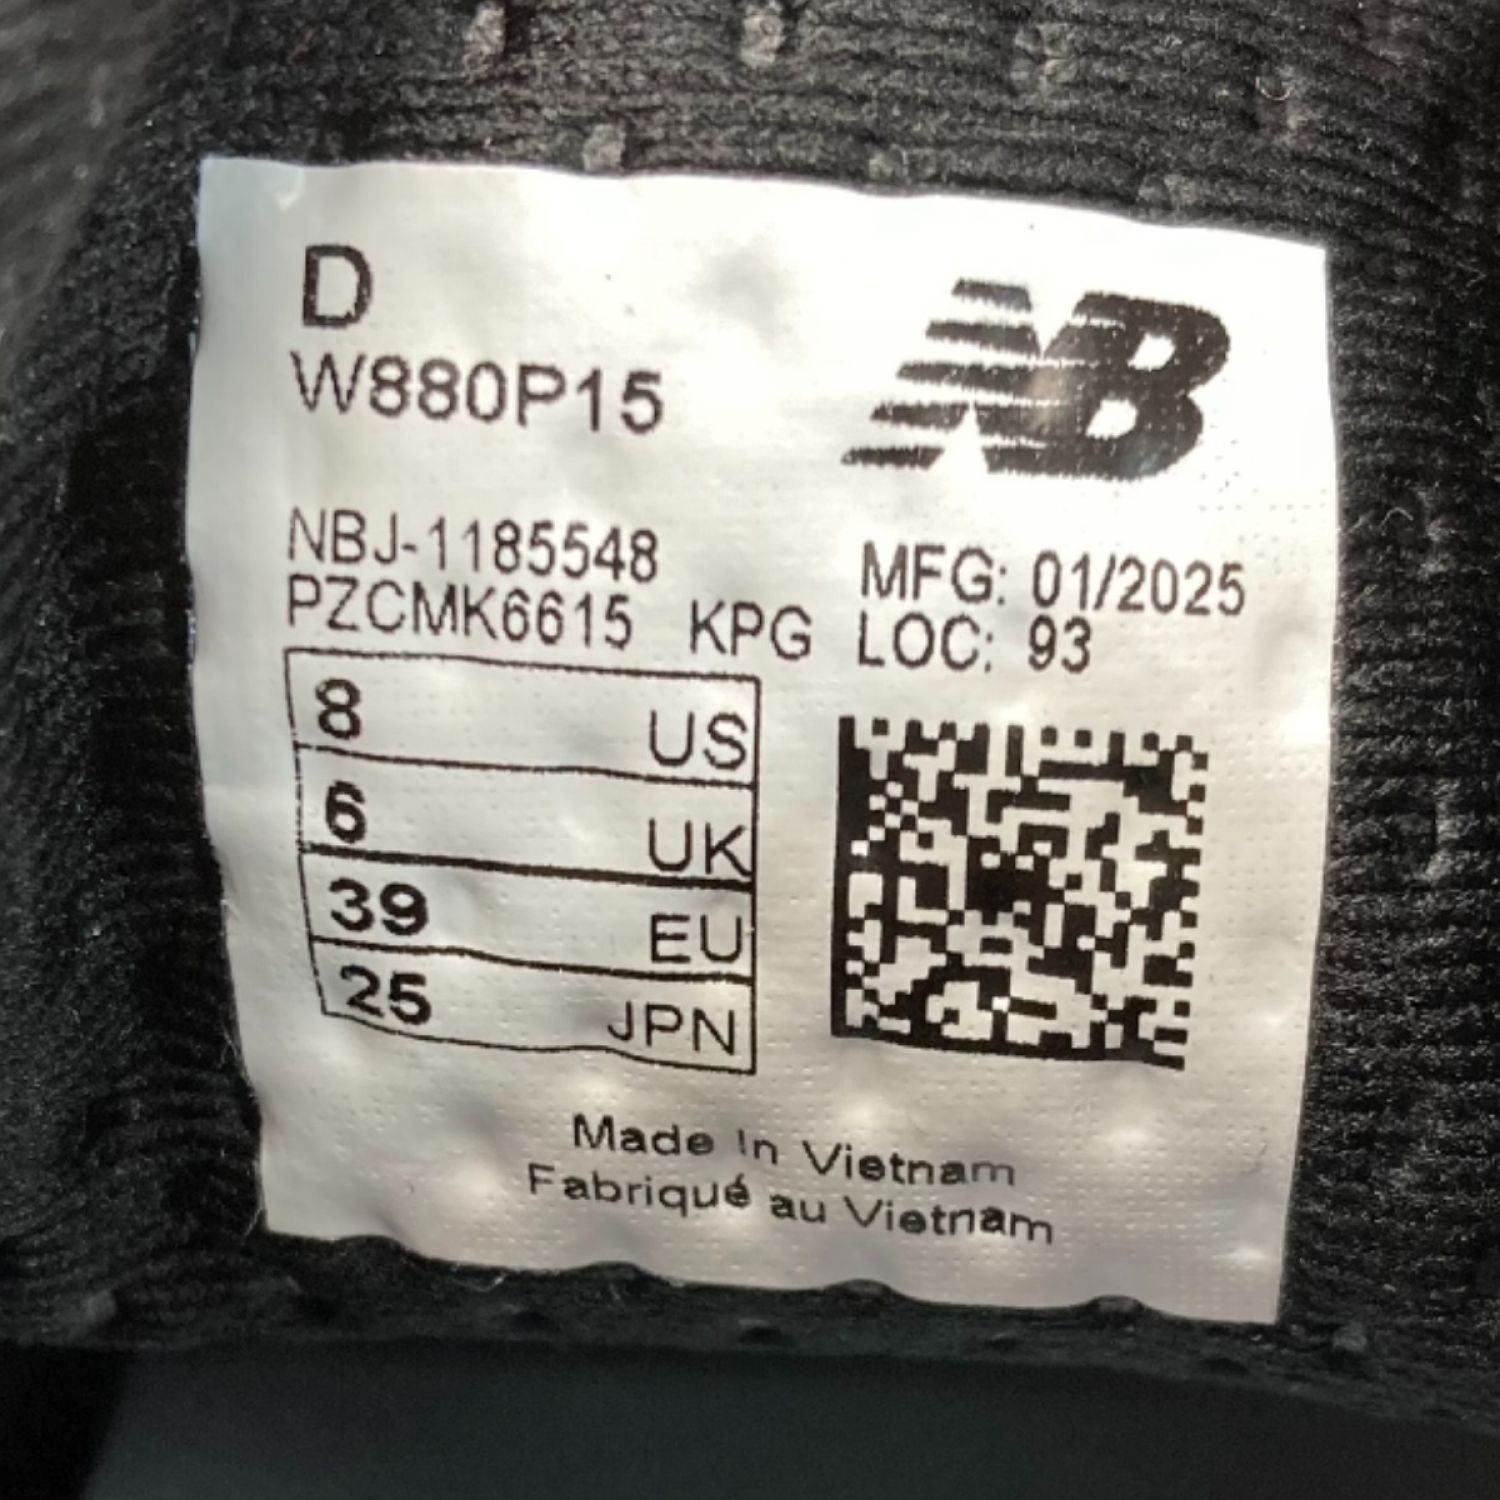 D
W880P15
NB
NBJ-1185548
PZCMK6615 KPG
MFG: 01/2025
LOC: 93
8 US
6 UK
39 EU
25 JPN
Made In Vietnam
Fabriqué au Vietnam